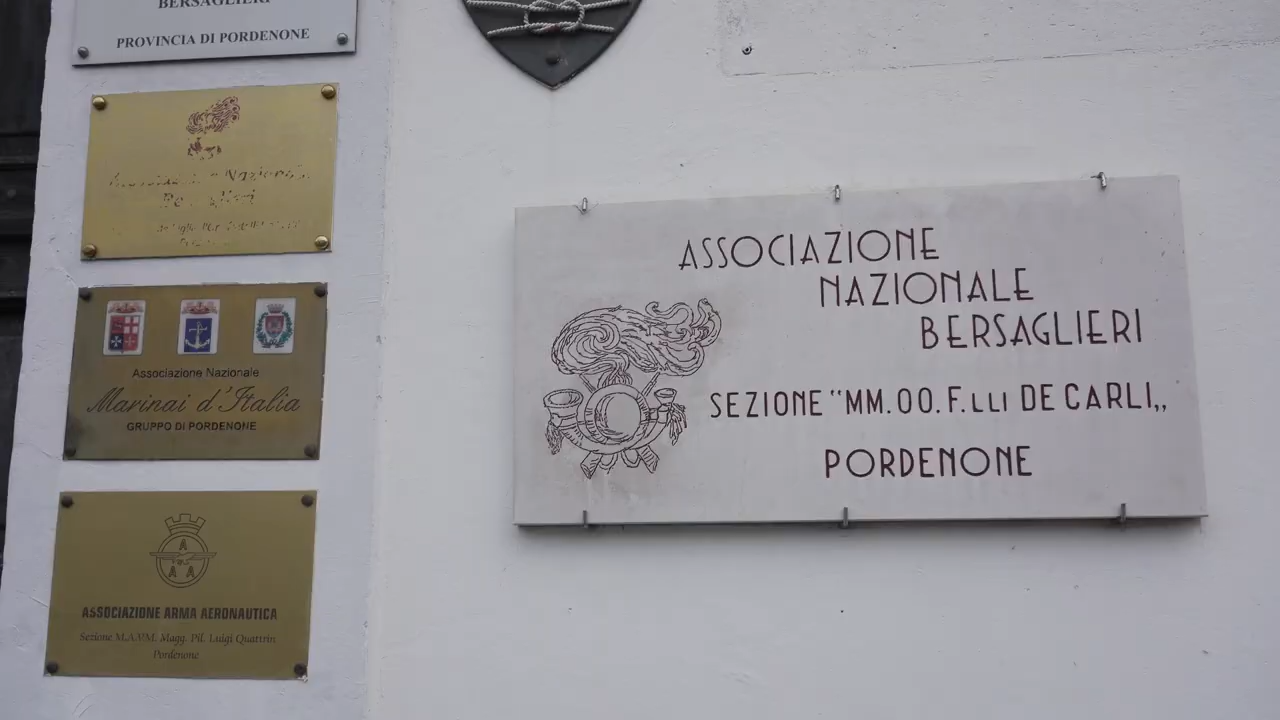 BERSAGLIERI
PROVINCIA DI PORDENONE
Nazionale
Associazione Nazionale
Marinai d'Italia
GRUPPO DI PORDENONE
A
A A
ASSOCIAZIONE ARMA AERONAUTICA
Sezione M.A.V.M. Magg. Pil. Luigi Quattrin
Pordenone
ASSOCIAZIONE
NAZIONALE
BERSAGLIERI
SEZIONE "MM.OO.F.LLI DE CARLI„
PORDENONE